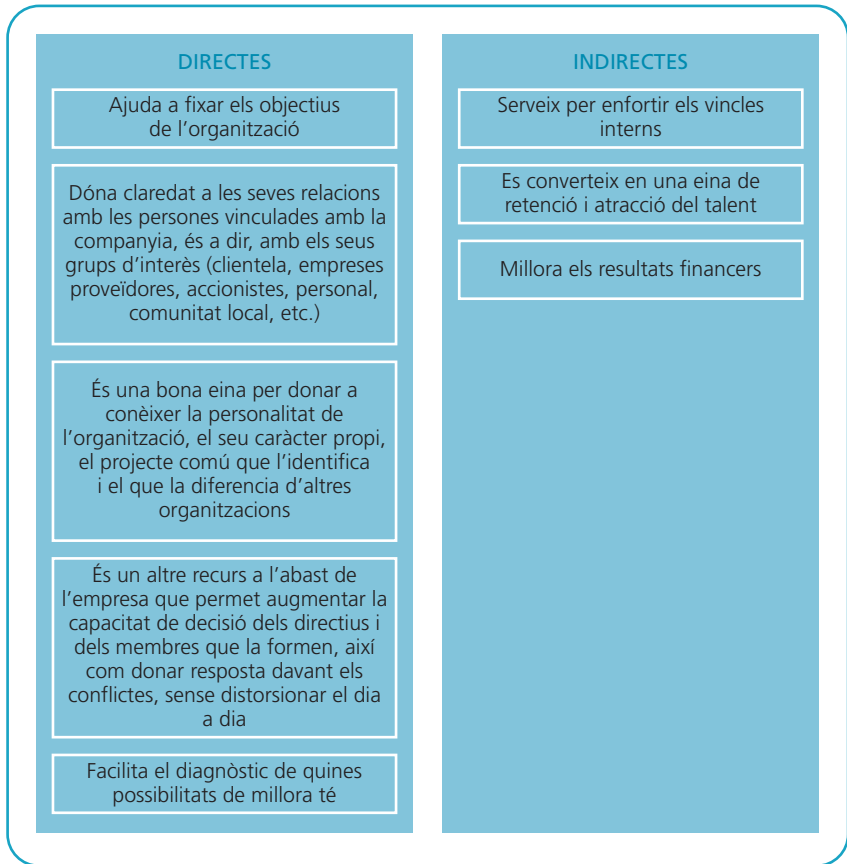 DIRECTES
Ajuda a fixar els objectius
de l’organització
Dóna claredat a les seves relacions
amb les persones vinculades amb la
companyia, és a dir, amb els seus
grups d’interès (clientela, empreses
proveïdores, accionistes, personal,
comunitat local, etc.)
És una bona eina per donar a
conèixer la personalitat de
l’organització, el seu caràcter propi,
el projecte comú que l’identifica
i el que la diferencia d’altres
organitzacions
És un altre recurs a l’abast de
l’empresa que permet augmentar la
capacitat de decisió dels directius i
dels membres que la formen, així
com donar resposta davant els
conflictes, sense distorsionar el dia
a dia
Facilita el diagnòstic de quines
possibilitats de millora té
INDIRECTES
Serveix per enfortir els vincles
interns
Es converteix en una eina de
retenció i atracció del talent
Millora els resultats financers